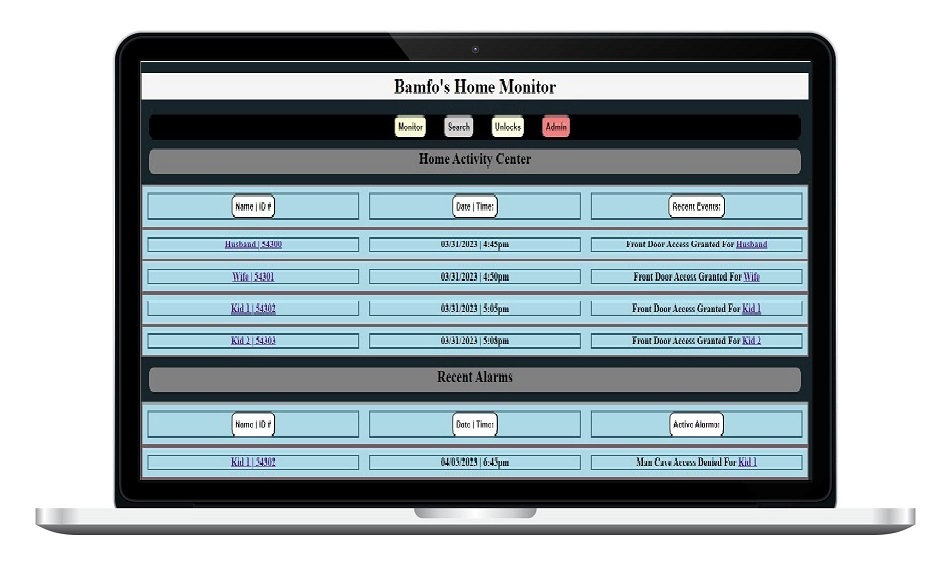 Bamfo's Home Monitor
Monitor Search Unlocks Admin
Home Activity Center
Name | ID # Date | Time: Recent Events:
Husband | 54300 03/31/2023 | 4:45pm Front Door Access Granted For Husband
Wife | 54301 03/31/2023 | 4:50pm Front Door Access Granted For Wife
Kid 1 | 54302 03/31/2023 | 5:05pm Front Door Access Granted For Kid 1
Kid 2 | 54303 03/31/2023 | 5:08pm Front Door Access Granted For Kid 2
Recent Alarms
Name | ID # Date | Time: Active Alarms:
Kid 1 | 54302 04/05/2023 | 6:45pm Man Cave Access Denied For Kid 1